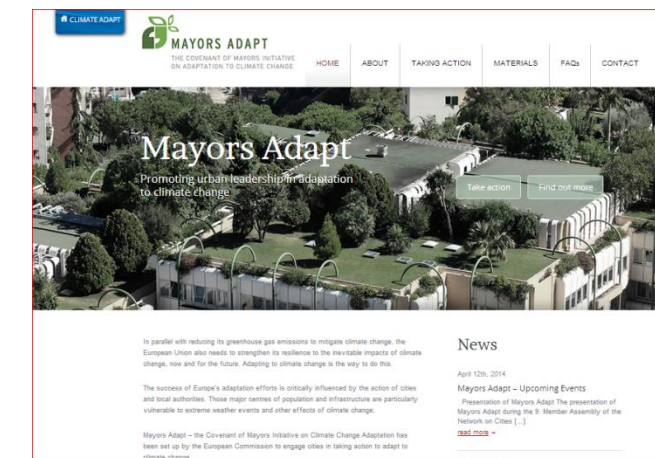 CLIMATE ADAPT
MAYORS ADAPT
THE COVENANT OF MAYORS INITIATIVE
ON ADAPTATION TO CLIMATE CHANGE
HOME ABOUT TAKING ACTION MATERIALS FAQs CONTACT
Mayors Adapt
Promoting urban leadership in adaptation
to climate change
Take action Find out more
In parallel with reducing its greenhouse gas emissions to mitigate climate change, the
European Union also needs to strengthen its resilience to the inevitable impacts of climate
change, now and for the future. Adapting to climate change is the way to do this.
The success of Europe's adaptation efforts is critically influenced by the action of cities
and local authorities. Those major centres of population and infrastructure are particularly
vulnerable to extreme weather events and other effects of climate change.
Mayors Adapt – the Covenant of Mayors Initiative on Climate Change Adaptation has
been set up by the European Commission to engage cities in taking action to adapt to
climate change.
News
April 12th, 2014
Mayors Adapt – Upcoming Events
Presentation of Mayors Adapt The presentation of
Mayors Adapt during the 9. Member Assembly of the
Network on Cities [...]
read more →